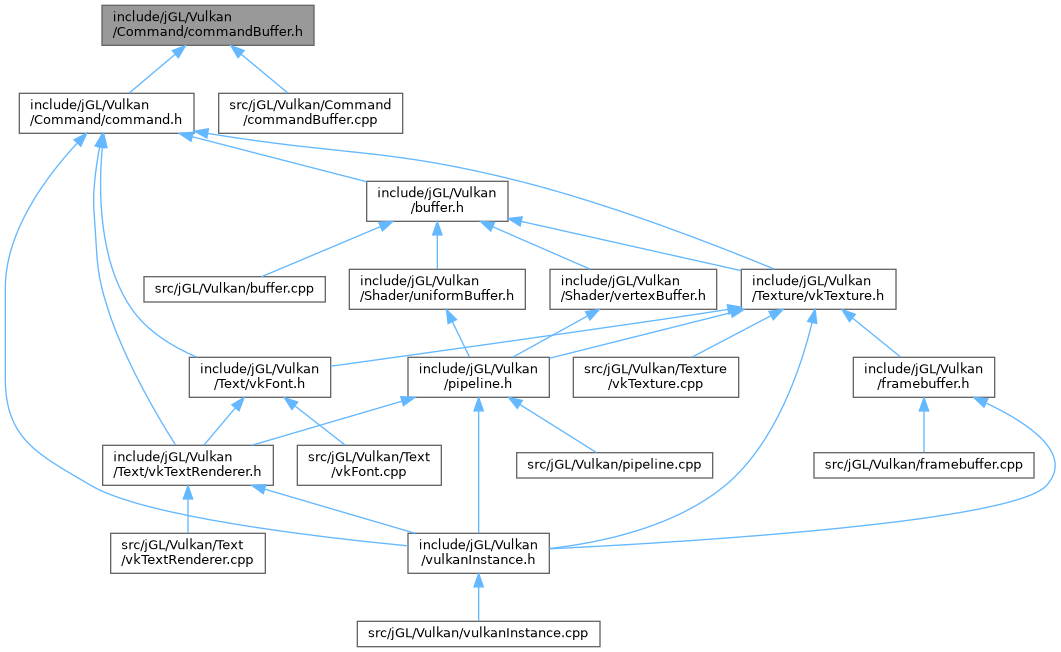 include/jGL/Vulkan
/Command/commandBuffer.h
include/jGL/Vulkan
/Command/command.h
src/jGL/Vulkan/Command
/commandBuffer.cpp
include/jGL/Vulkan
/buffer.h
src/jGL/Vulkan/buffer.cpp
include/jGL/Vulkan
/Shader/uniformBuffer.h
include/jGL/Vulkan
/Shader/vertexBuffer.h
include/jGL/Vulkan
/Texture/vkTexture.h
include/jGL/Vulkan
/Text/vkFont.h
include/jGL/Vulkan
/pipeline.h
src/jGL/Vulkan/Texture
/vkTexture.cpp
include/jGL/Vulkan
/framebuffer.h
include/jGL/Vulkan
/Text/vkTextRenderer.h
src/jGL/Vulkan/Text
/vkFont.cpp
src/jGL/Vulkan/pipeline.cpp
src/jGL/Vulkan/framebuffer.cpp
src/jGL/Vulkan/Text
/vkTextRenderer.cpp
include/jGL/Vulkan
/vulkanInstance.h
src/jGL/Vulkan/vulkanInstance.cpp